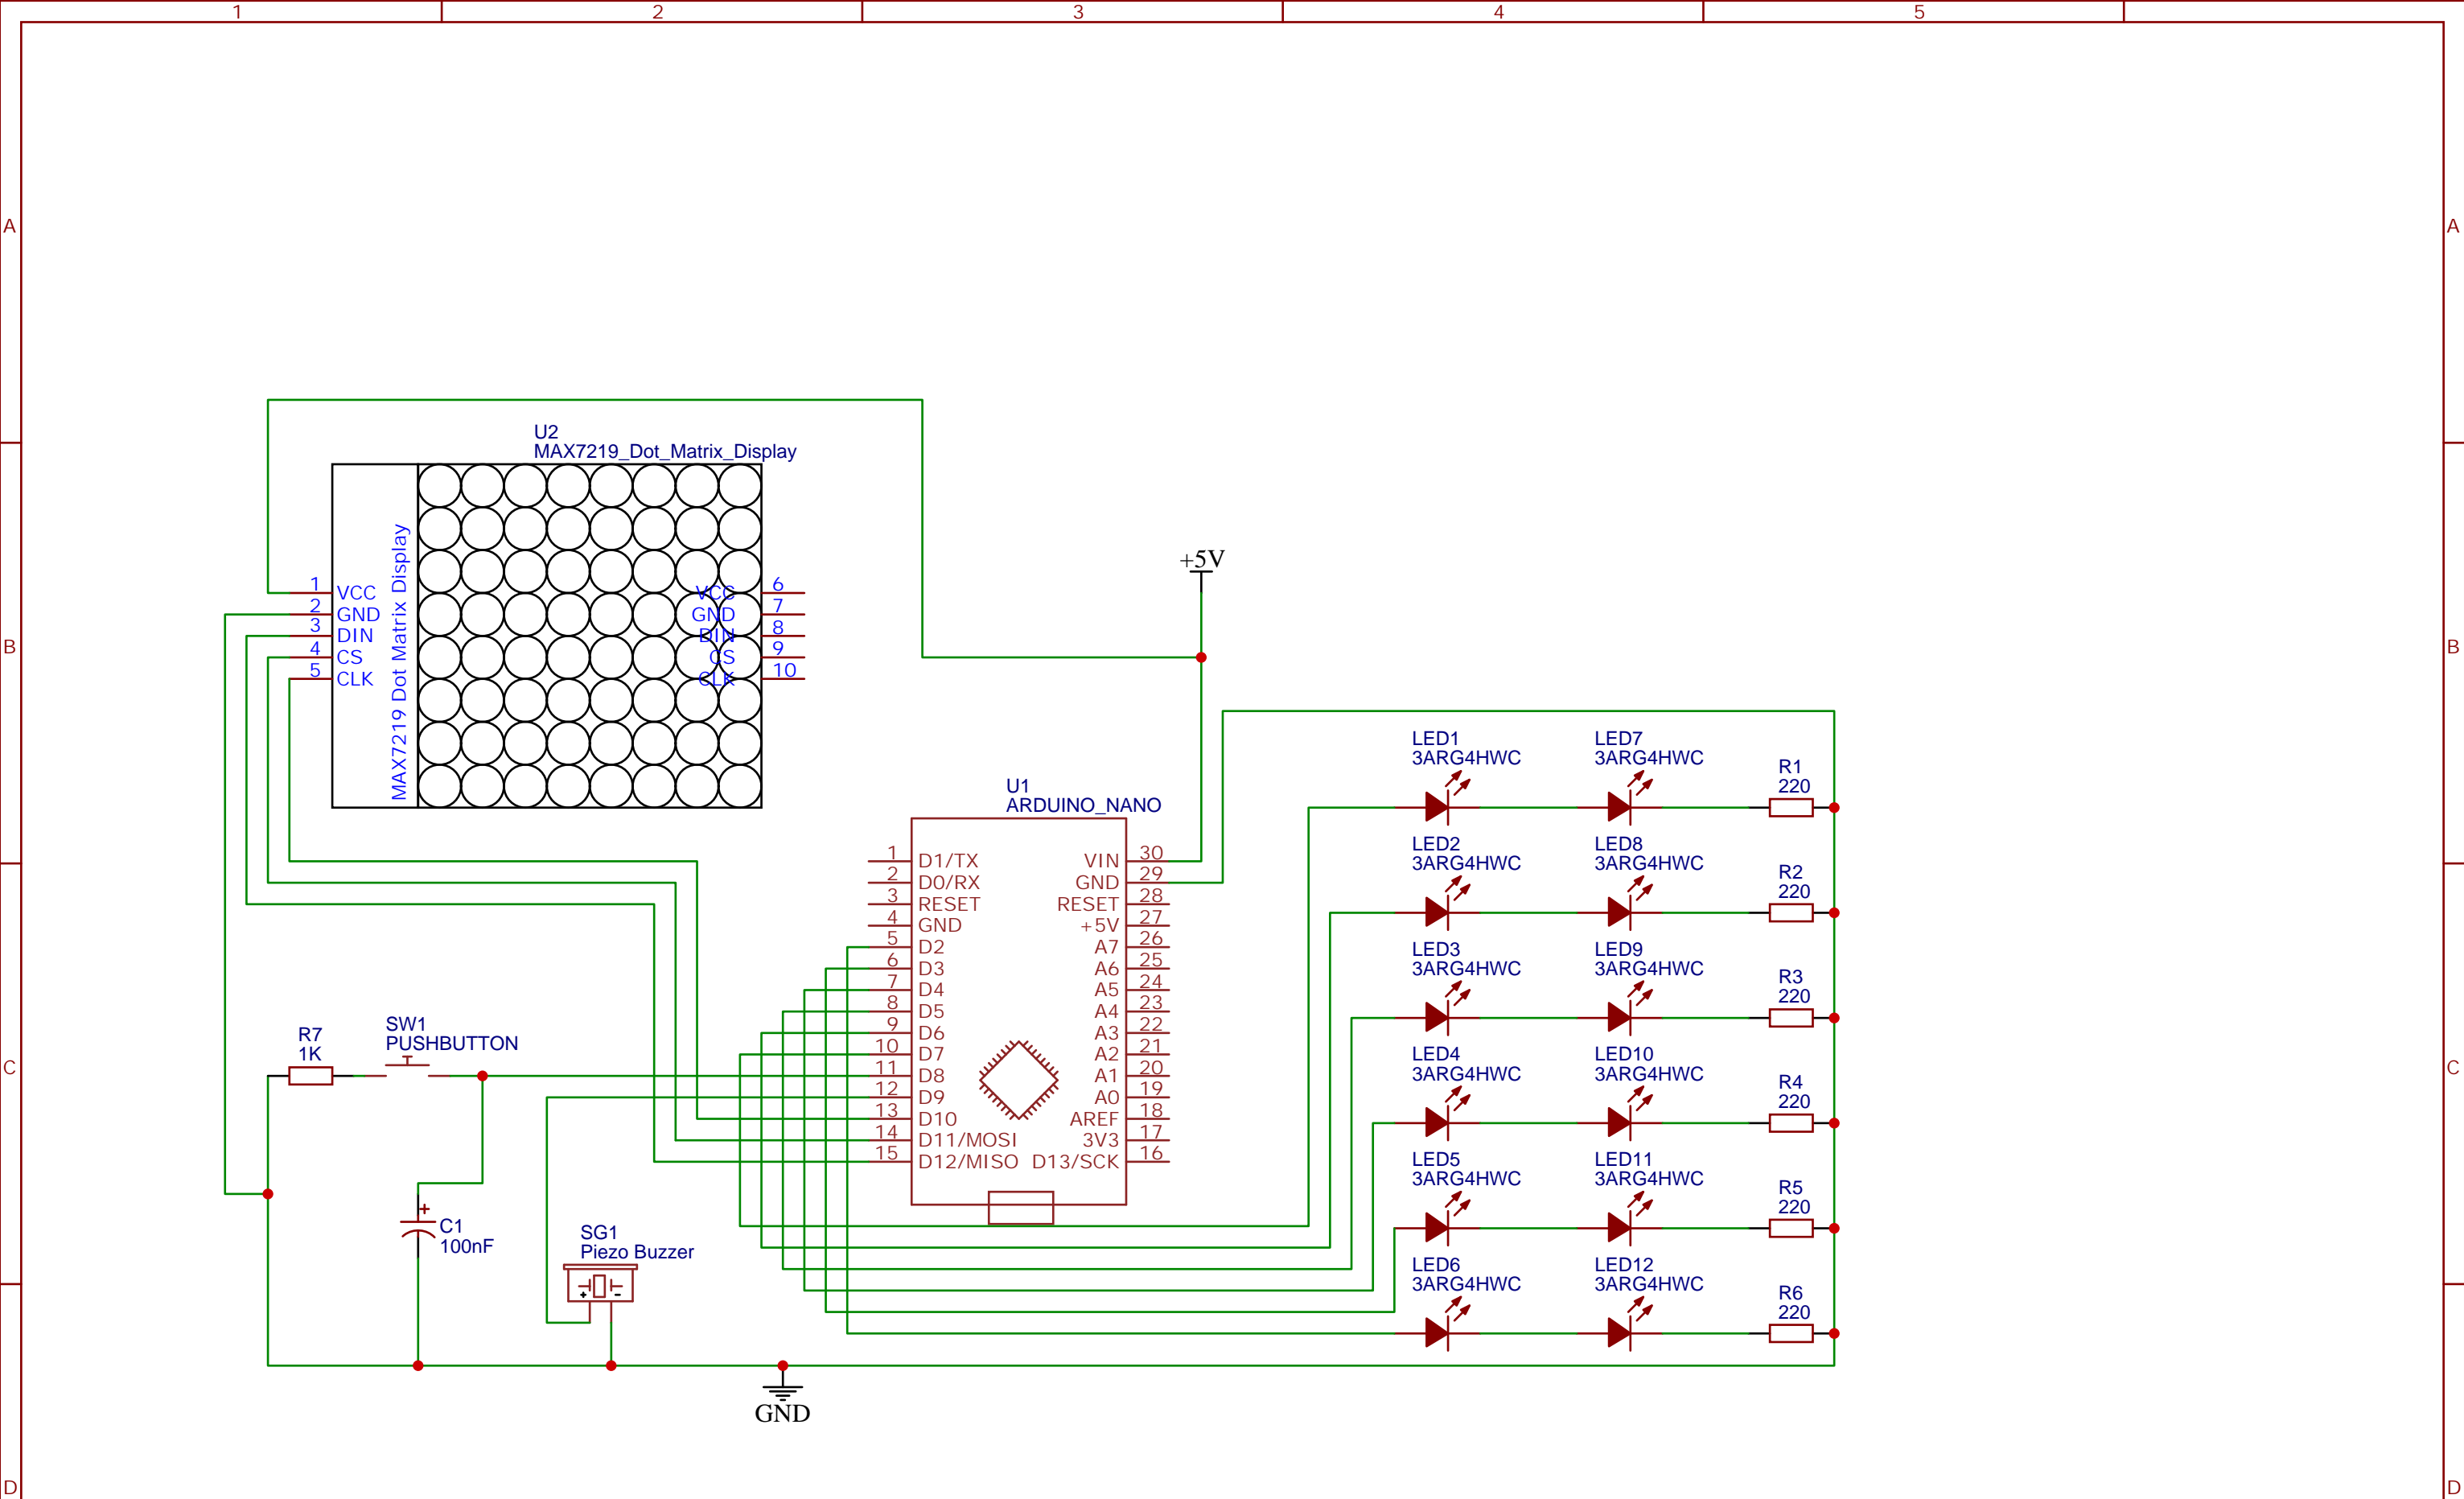 1 2 3 4 5
A A
U2
MAX7219_Dot_Matrix_Display
MAX7219 Dot Matrix Display
1 VCC
2 GND
3 DIN
4 CS
5 CLK
VCC 6
GND 7
DIN 8
CS 9
CLK 10
+5V
B B
U1
ARDUINO_NANO
1 D1/TX
2 D0/RX
3 RESET
4 GND
5 D2
6 D3
7 D4
8 D5
9 D6
10 D7
11 D8
12 D9
13 D10
14 D11/MOSI
15 D12/MISO
VIN 30
GND 29
RESET 28
+5V 27
A7 26
A6 25
A5 24
A4 23
A3 22
A2 21
A1 20
A0 19
AREF 18
3V3 17
D13/SCK 16
LED1
3ARG4HWC
LED7
3ARG4HWC
R1
220
LED2
3ARG4HWC
LED8
3ARG4HWC
R2
220
LED3
3ARG4HWC
LED9
3ARG4HWC
R3
220
LED4
3ARG4HWC
LED10
3ARG4HWC
R4
220
LED5
3ARG4HWC
LED11
3ARG4HWC
R5
220
LED6
3ARG4HWC
LED12
3ARG4HWC
R6
220
C C
R7
1K
SW1
PUSHBUTTON
+
C1
100nF
SG1
Piezo Buzzer
+ -
GND
D D